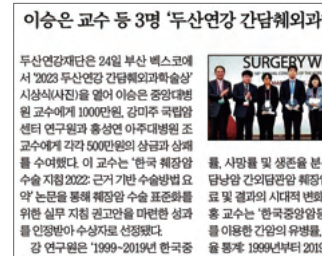 이승은 교수 등 3명 ‘두산연강 간담췌외과
두산연강재단은 24일 부산 벡스코에
서 ‘2023 두산연강 간담췌외과학술상’
시상식(사진)을 열어 이승은 중앙대병
원 교수에게 1000만원, 강미주 국립암
센터 연구원과 홍성연 아주대병원 조
교수에게 각각 500만원의 상금과 상패
를 수여했다. 이 교수는 ‘한국 췌장암
수술 지침 2022: 근거 기반 수술방법 요
약’ 논문을 통해 췌장암 수술 표준화를
위한 실무 지침 권고안을 마련한 성과
를 인정받아 수상자로 선정됐다.
강 연구원은 ‘1999~2019년 한국중
SURGERY W
률, 사망률 및 생존율 분
담낭암 간외담관암 췌장암
료 및 결과의 시대적 변화
홍 교수는 ‘한국중앙암등
를 이용한 간암의 유병률,
율 통계: 1999년부터 2019